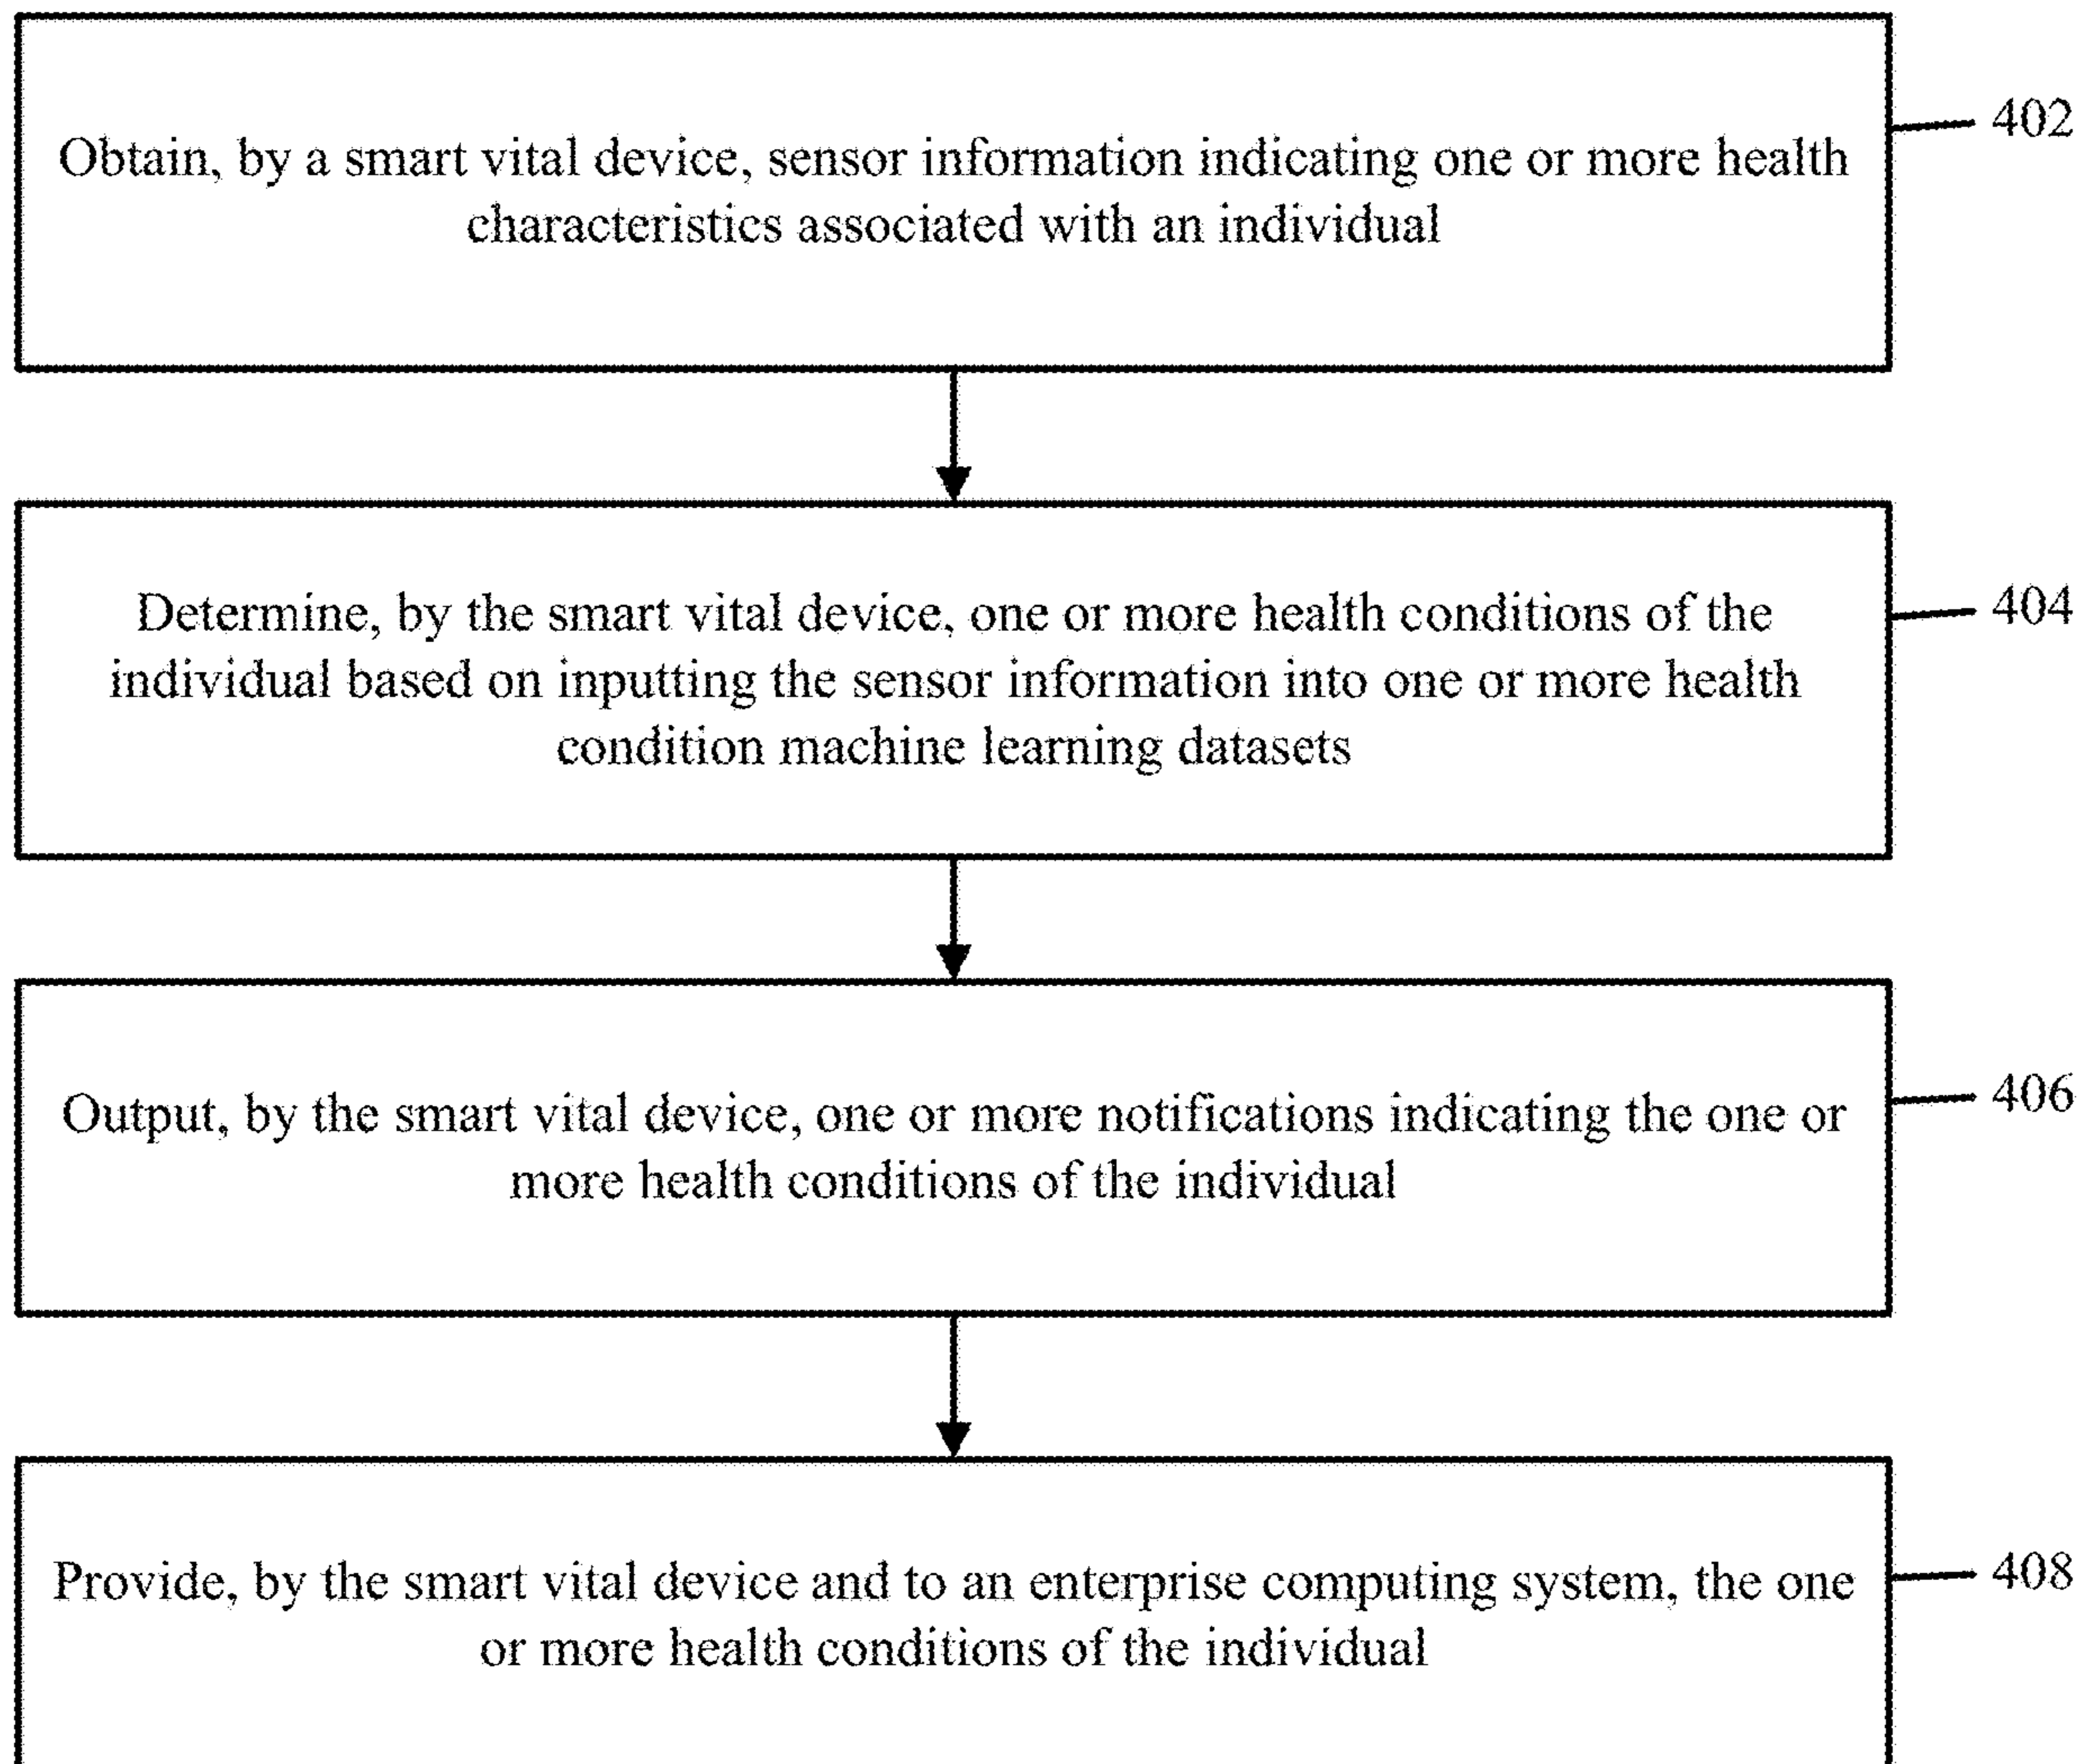 Obtain, by a smart vital device, sensor information indicating one or more health
characteristics associated with an individual
402
Determine, by the smart vital device, one or more health conditions of the
individual based on inputting the sensor information into one or more health
condition machine learning datasets
404
Output, by the smart vital device, one or more notifications indicating the one or
more health conditions of the individual
406
Provide, by the smart vital device and to an enterprise computing system, the one
or more health conditions of the individual
408